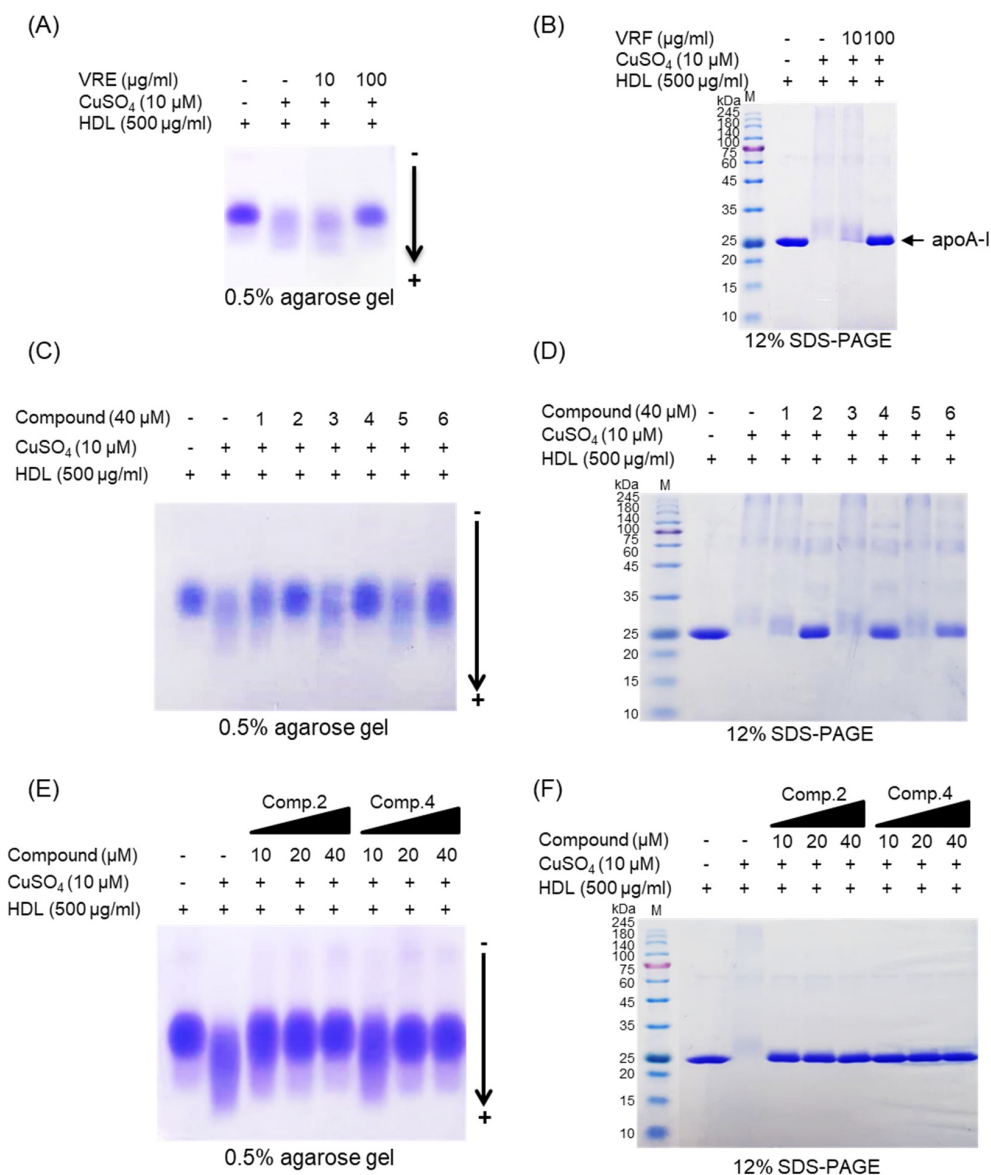 (A)
VRE (µg/ml) - - 10 100
CuSO₄ (10 µM) - + + +
HDL (500 µg/ml) + + + +
-
+
0.5% agarose gel
(B)
VRF (µg/ml) - - 10 100
CuSO₄ (10 µM) - + + +
HDL (500 µg/ml) + + + +
kDa M
245
180
140
100
75
60
45
35
25
20
15
10
apoA-I
12% SDS-PAGE
(C)
Compound (40 µM) - - 1 2 3 4 5 6
CuSO₄ (10 µM) - + + + + + + +
HDL (500 µg/ml) + + + + + + + +
-
+
0.5% agarose gel
(D)
Compound (40 µM) - - 1 2 3 4 5 6
CuSO₄ (10 µM) - + + + + + + +
HDL (500 µg/ml) + + + + + + + +
kDa M
245
180
140
100
75
60
45
35
25
20
15
10
12% SDS-PAGE
(E)
Comp.2 Comp.4
Compound (µM) - - 10 20 40 10 20 40
CuSO₄ (10 µM) - + + + + + + +
HDL (500 µg/ml) + + + + + + + +
-
+
0.5% agarose gel
(F)
Comp.2 Comp.4
Compound (µM) - - 10 20 40 10 20 40
CuSO₄ (10 µM) - + + + + + + +
HDL (500 µg/ml) + + + + + + + +
kDa M
245
180
140
100
75
60
45
35
25
20
15
10
12% SDS-PAGE